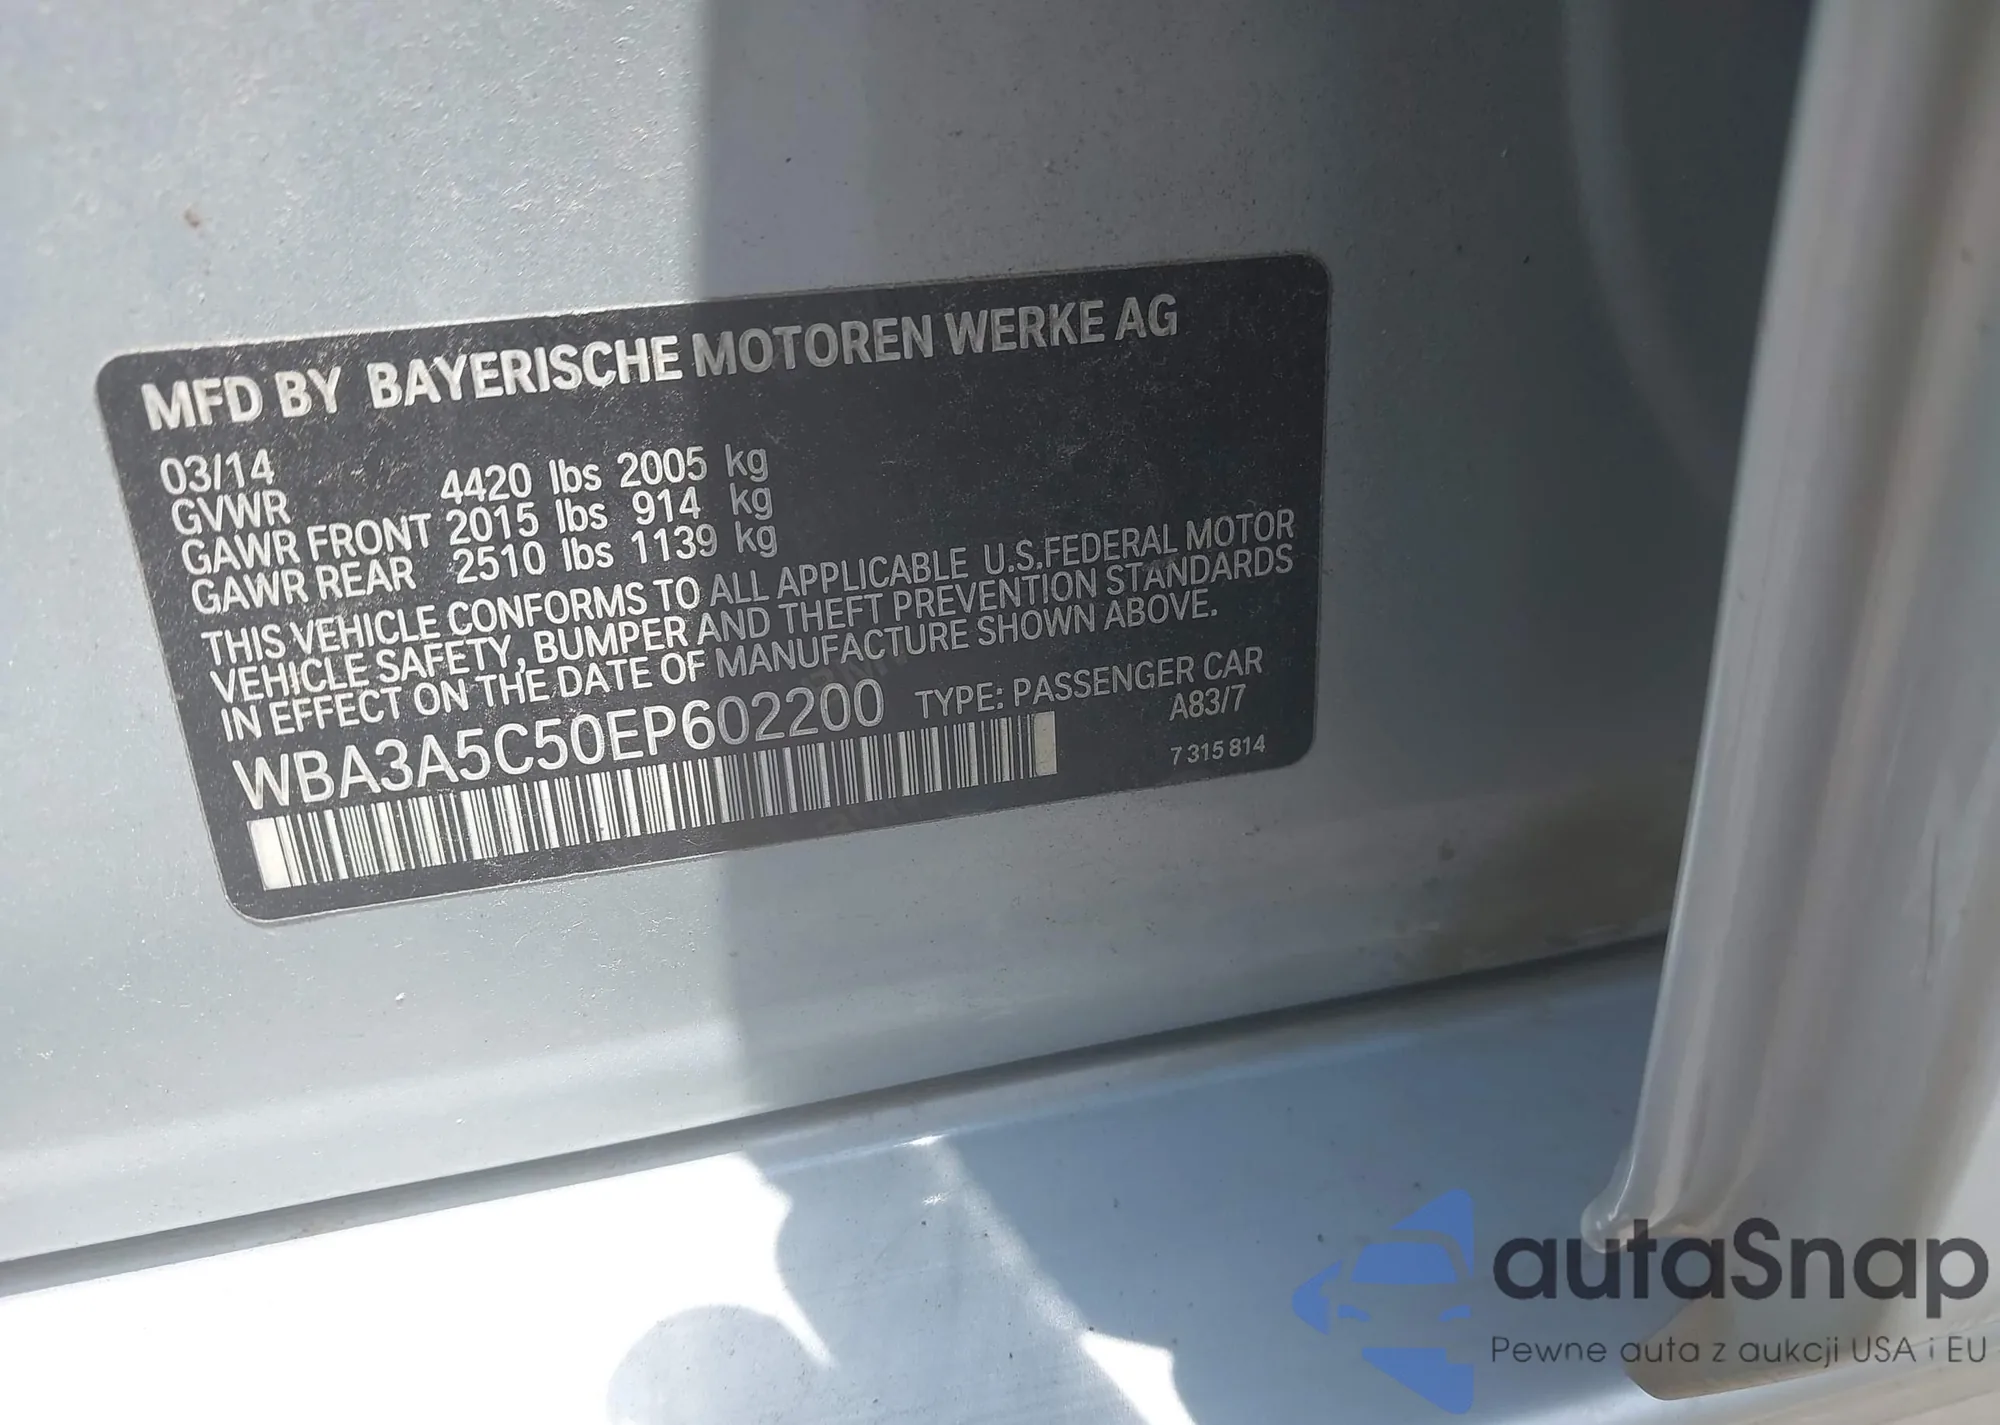 MFD BY BAYERISCHE MOTOREN WERKE AG
03/14
GVWR 4420 lbs 2005 kg
GAWR FRONT 2015 lbs 914 kg
GAWR REAR 2510 lbs 1139 kg
THIS VEHICLE CONFORMS TO ALL APPLICABLE U.S.FEDERAL MOTOR
VEHICLE SAFETY, BUMPER AND THEFT PREVENTION STANDARDS
IN EFFECT ON THE DATE OF MANUFACTURE SHOWN ABOVE.
WBA3A5C50EP602200 TYPE: PASSENGER CAR
A83/7
7 315 814
autaSnap
Pewne auta z aukcji USA i EU